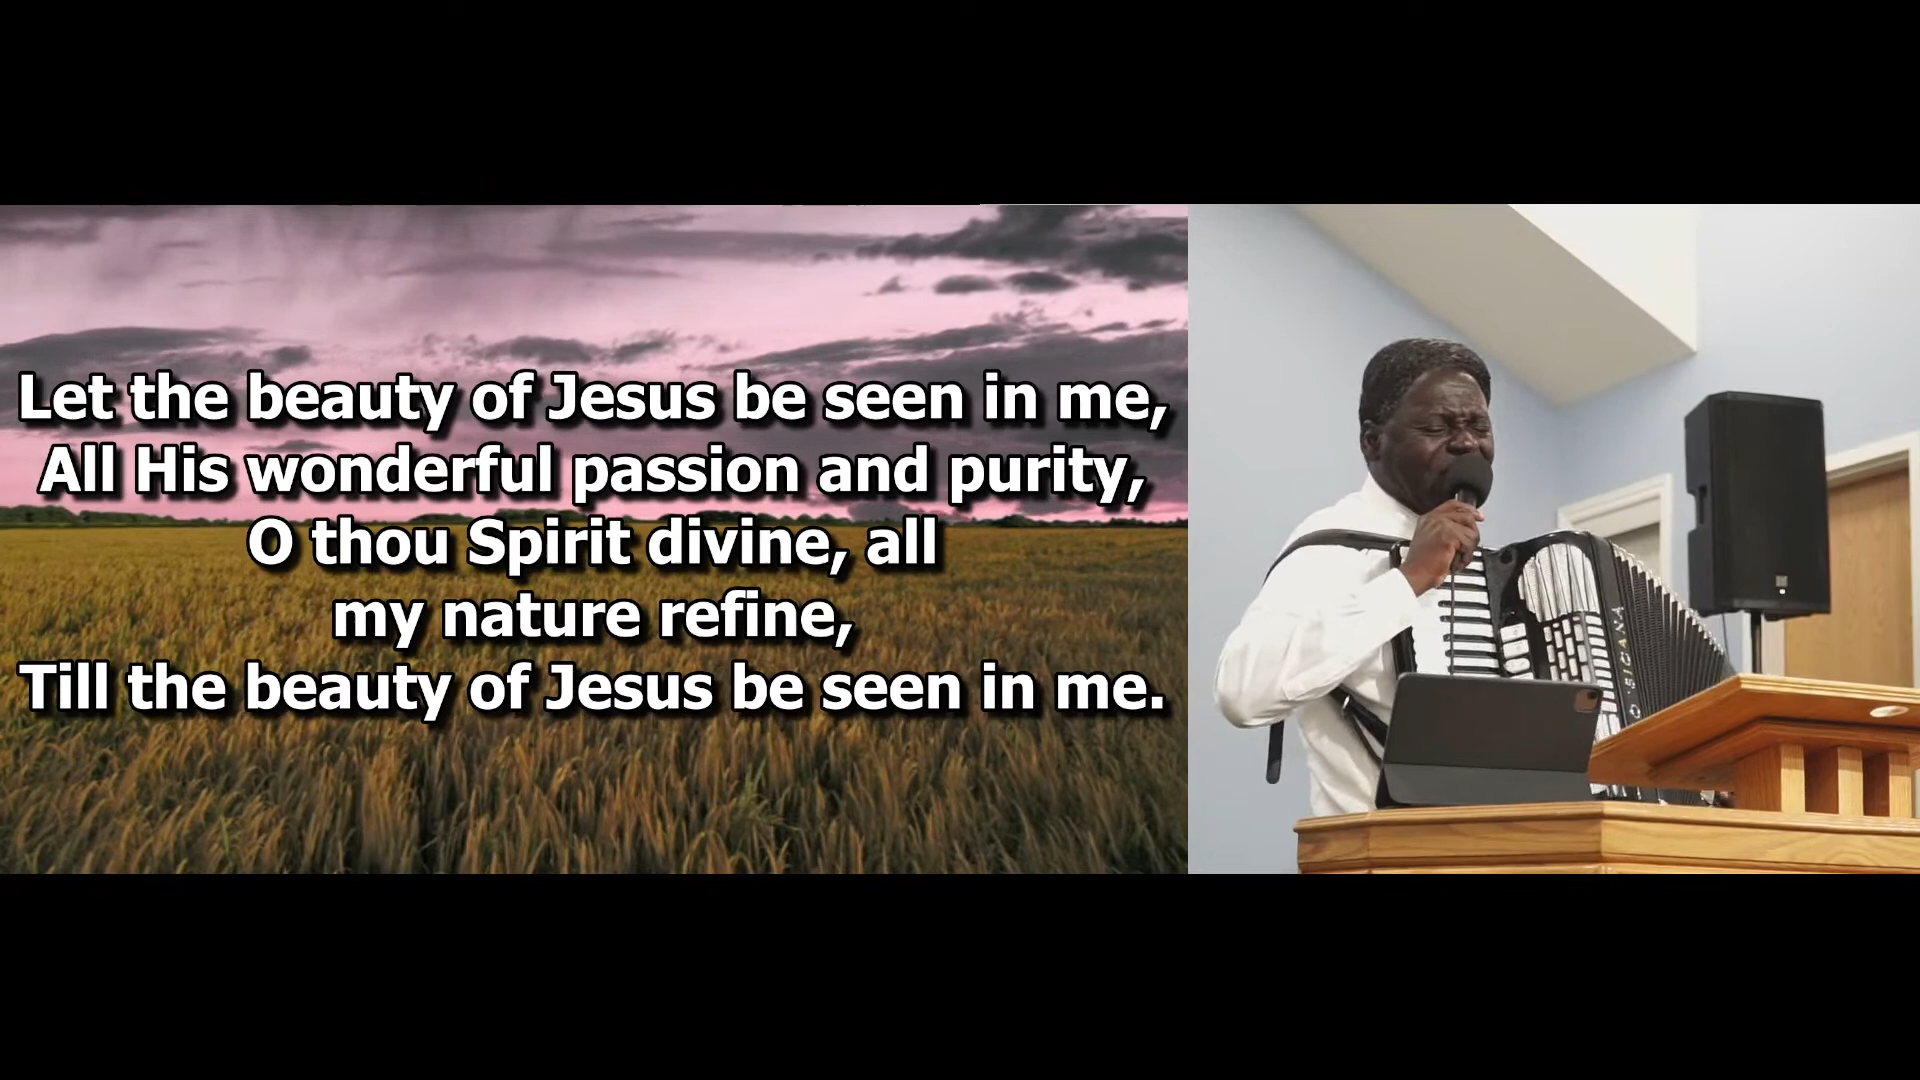 Let the beauty of Jesus be seen in me,
All His wonderful passion and purity,
O thou Spirit divine, all
my nature refine,
Till the beauty of Jesus be seen in me.